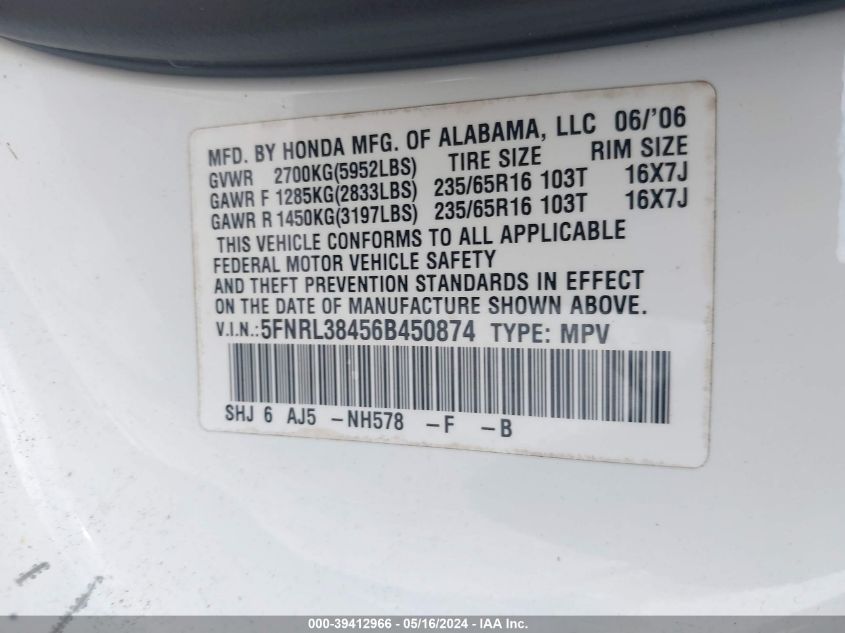 MFD. BY HONDA MFG. OF ALABAMA, LLC 06/'06
GVWR 2700KG(5952LBS) TIRE SIZE RIM SIZE
GAWR F 1285KG(2833LBS) 235/65R16 103T 16X7J
GAWR R 1450KG(3197LBS) 235/65R16 103T 16X7J
THIS VEHICLE CONFORMS TO ALL APPLICABLE
FEDERAL MOTOR VEHICLE SAFETY
AND THEFT PREVENTION STANDARDS IN EFFECT
ON THE DATE OF MANUFACTURE SHOWN ABOVE.
V.I.N.: 5FNRL38456B450874 TYPE: MPV
SHJ 6 AJ5 -NH578 -F -B
000-39412966 - 05/16/2024 - IAA Inc.